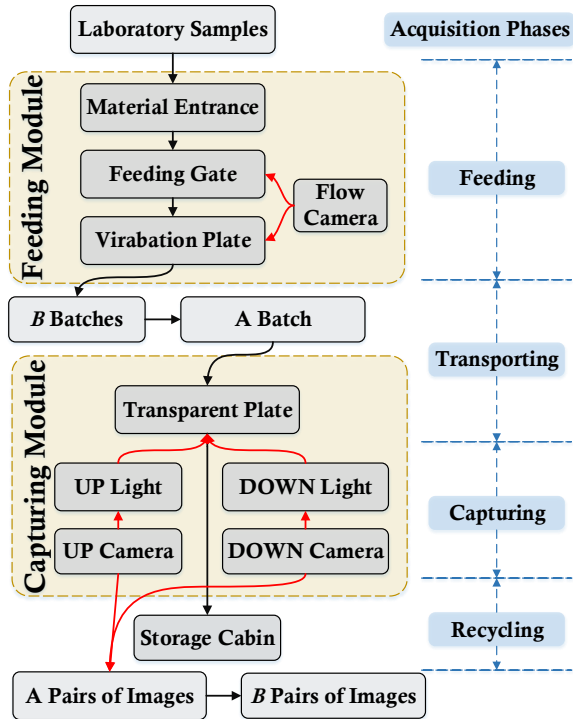 Laboratory Samples
Acquisition Phases
Feeding Module
Material Entrance
Feeding Gate
Flow
Camera
Virabation Plate
Feeding
B Batches
A Batch
Transporting
Capturing Module
Transparent Plate
UP Light
DOWN Light
UP Camera
DOWN Camera
Capturing
Storage Cabin
Recycling
A Pairs of Images
B Pairs of Images